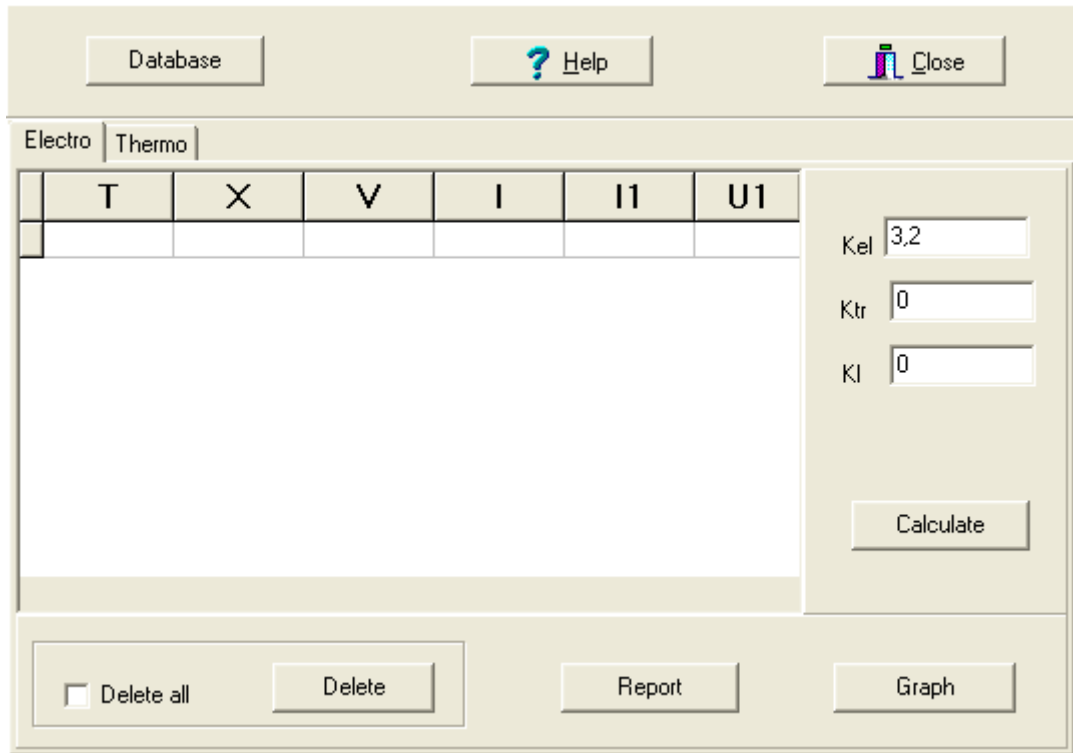 Database
Help
Close
Electro Thermo
T X V I I1 U1
Kel 3,2
Ktr 0
Kl 0
Calculate
Delete all Delete Report Graph